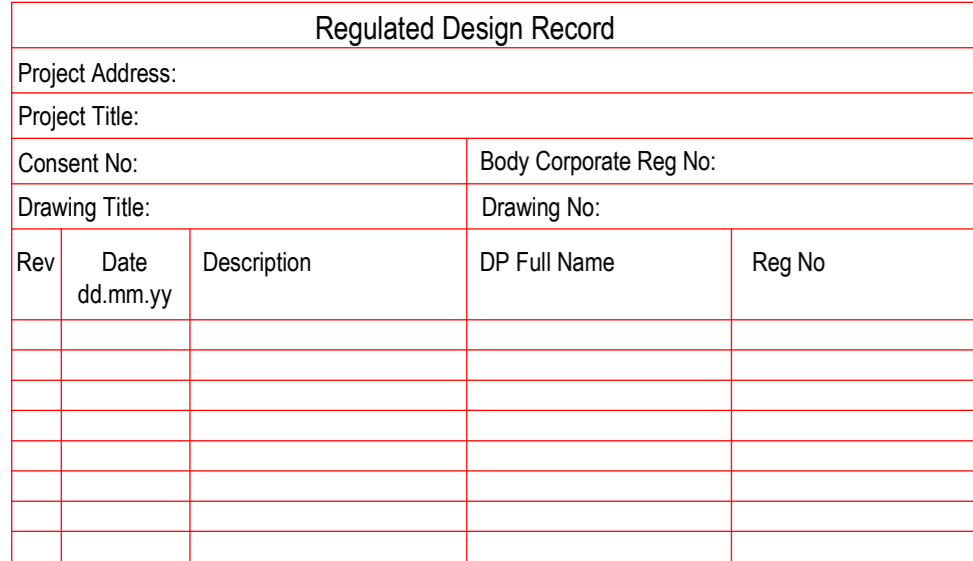 Regulated Design Record
Project Address:
Project Title:
Consent No:
Body Corporate Reg No:
Drawing Title:
Drawing No:
Rev
Date
dd.mm.yy
Description
DP Full Name
Reg No